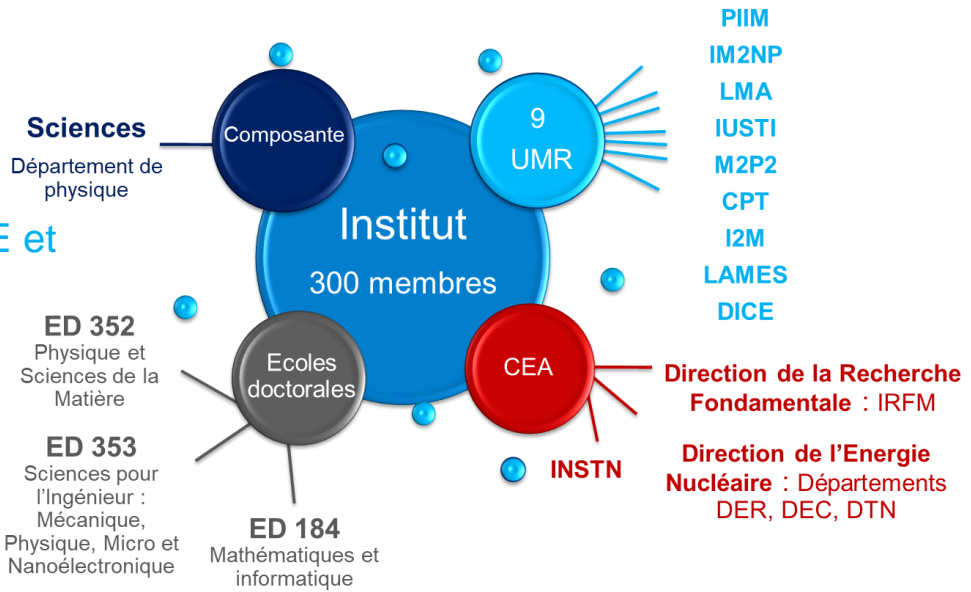 PIIM
IM2NP
LMA
IUSTI
M2P2
CPT
I2M
LAMES
DICE
9
UMR
Composante
Sciences
Département de
physique
E et
Institut
300 membres
ED 352
Physique et
Sciences de la
Matière
Ecoles
doctorales
CEA
Direction de la Recherche
Fondamentale : IRFM
ED 353
Sciences pour
l'Ingénieur :
Mécanique,
Physique, Micro et
Nanoélectronique
ED 184
Mathématiques et
informatique
INSTN
Direction de l'Energie
Nucléaire : Départements
DER, DEC, DTN